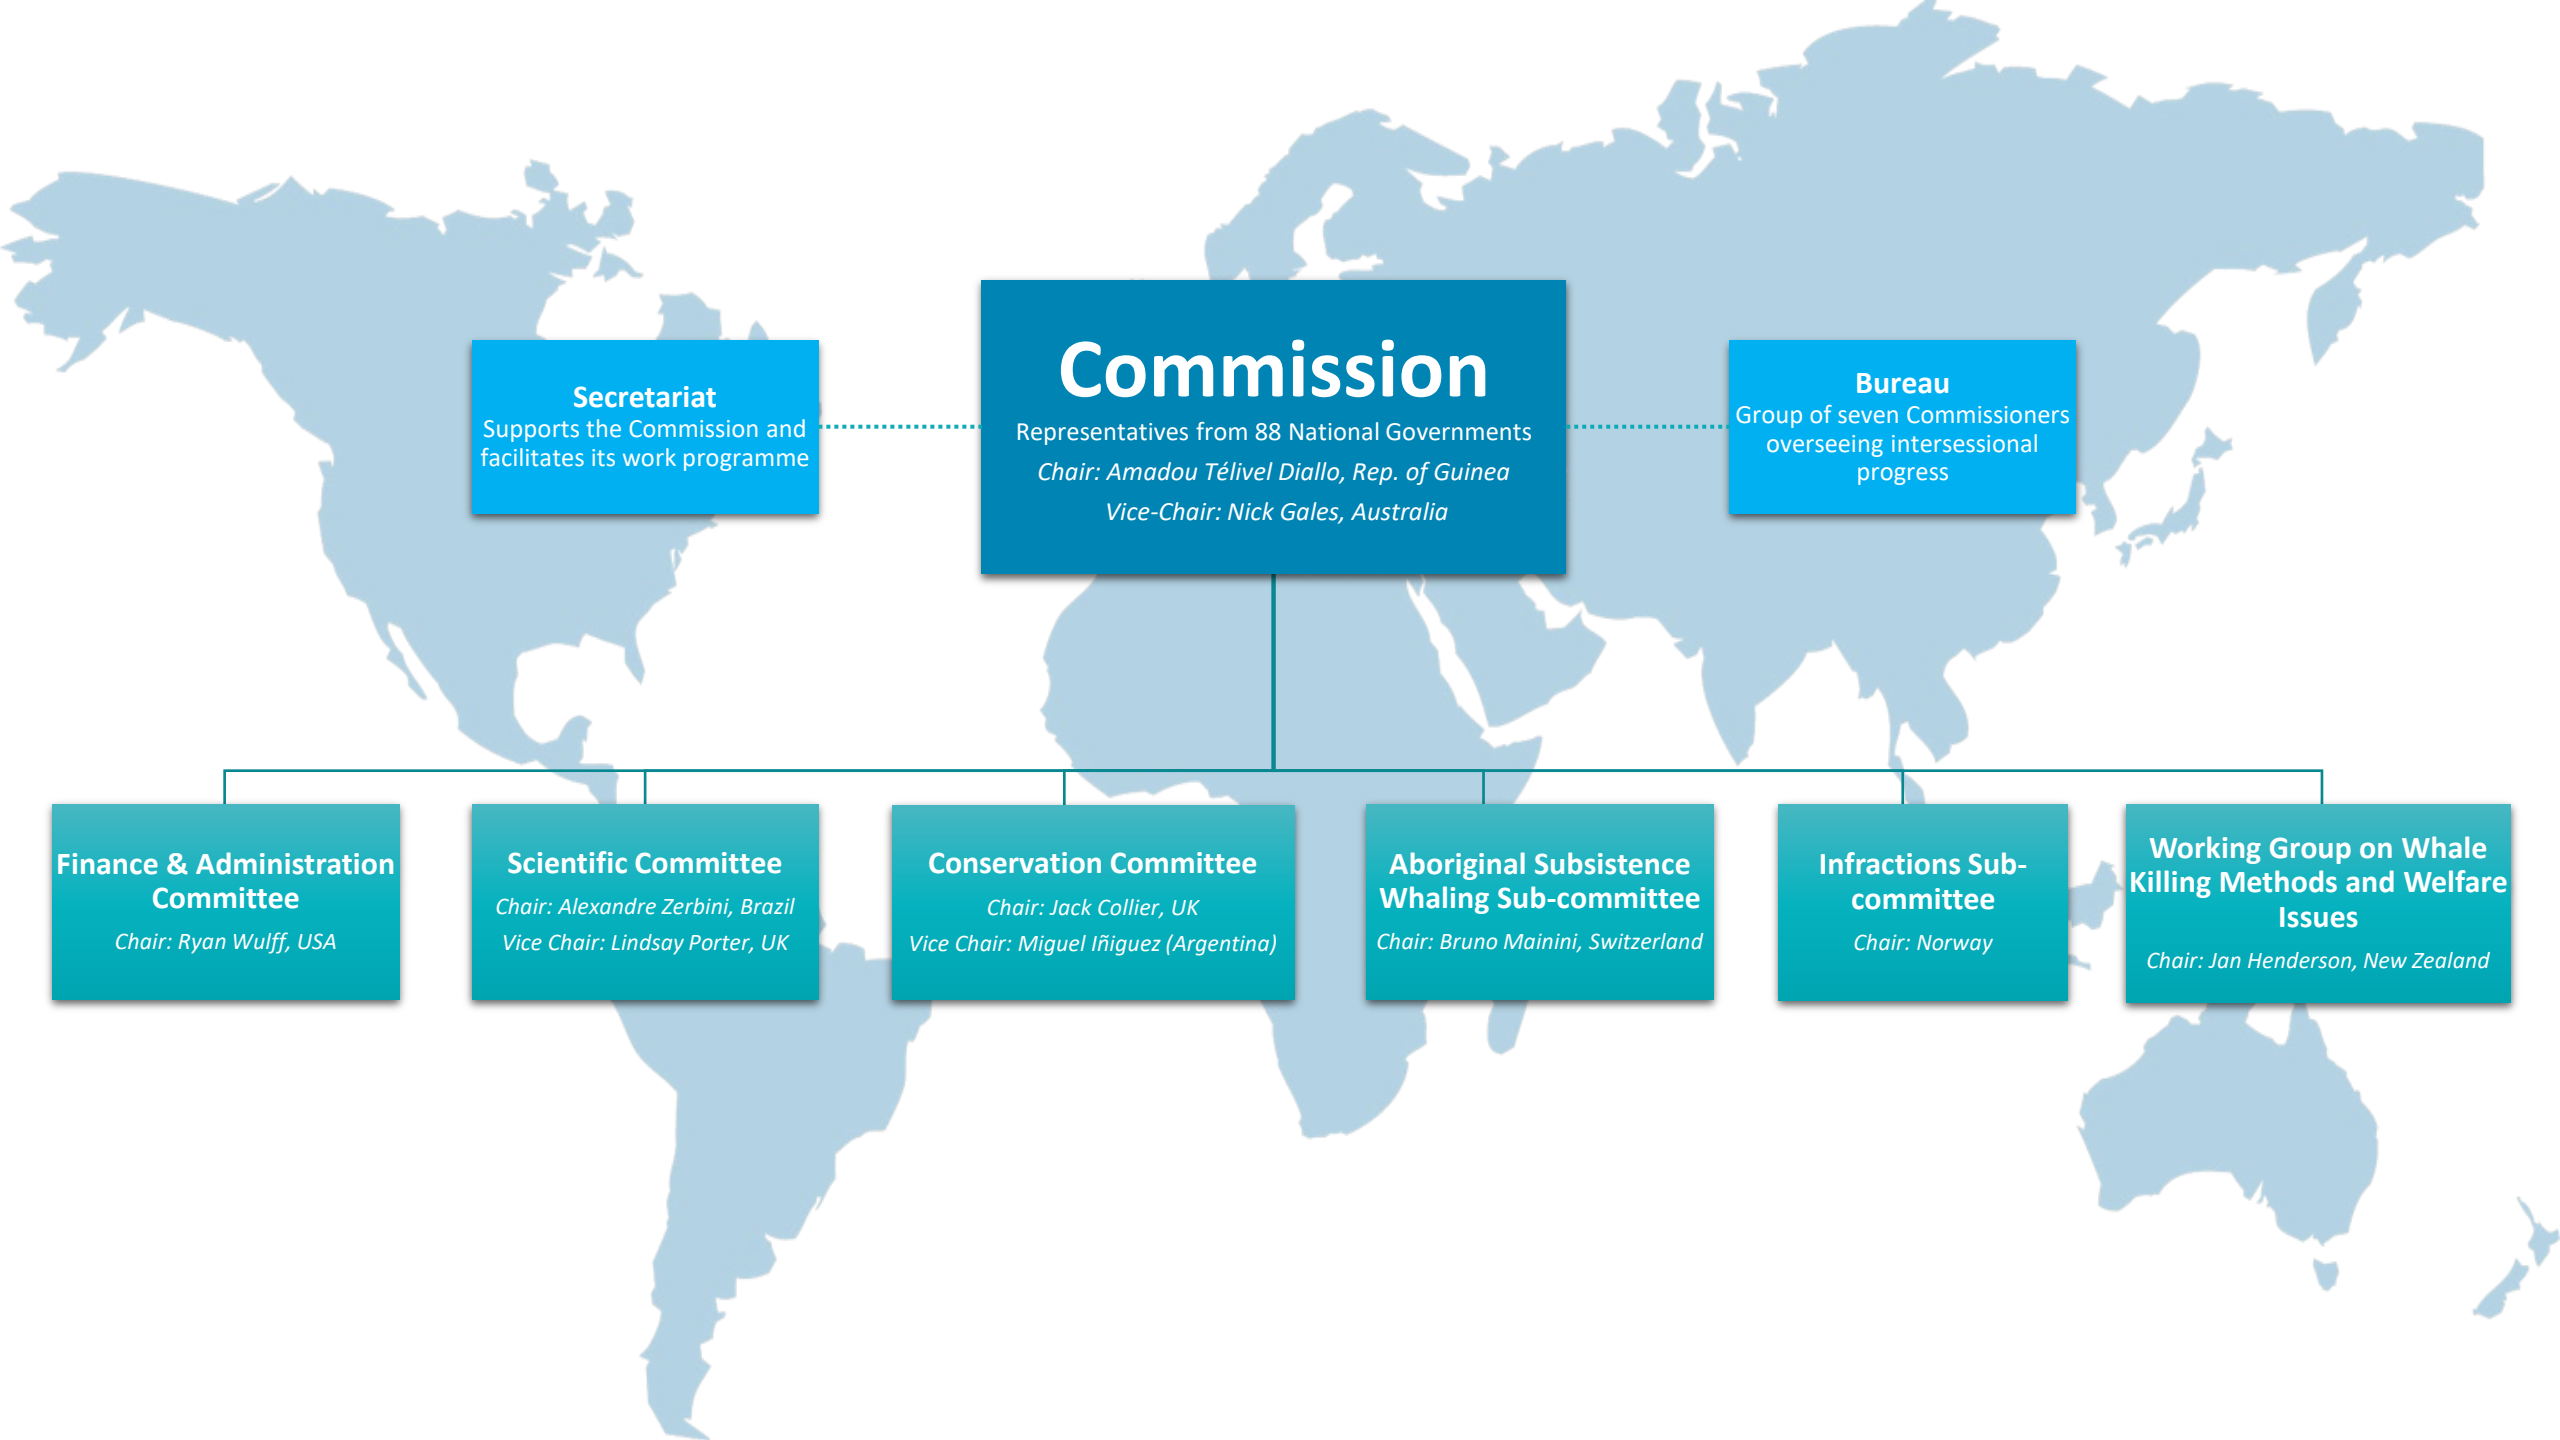 Commission
Representatives from 88 National Governments
Chair: Amadou Télivel Diallo, Rep. of Guinea
Vice-Chair: Nick Gales, Australia
Secretariat
Supports the Commission and
facilitates its work programme
Bureau
Group of seven Commissioners
overseeing intersessional
progress
Finance & Administration
Committee
Chair: Ryan Wulff, USA
Scientific Committee
Chair: Alexandre Zerbini, Brazil
Vice Chair: Lindsay Porter, UK
Conservation Committee
Chair: Jack Collier, UK
Vice Chair: Miguel Iñiguez (Argentina)
Aboriginal Subsistence
Whaling Sub-committee
Chair: Bruno Mainini, Switzerland
Infractions Sub-
committee
Chair: Norway
Working Group on Whale
Killing Methods and Welfare
Issues
Chair: Jan Henderson, New Zealand